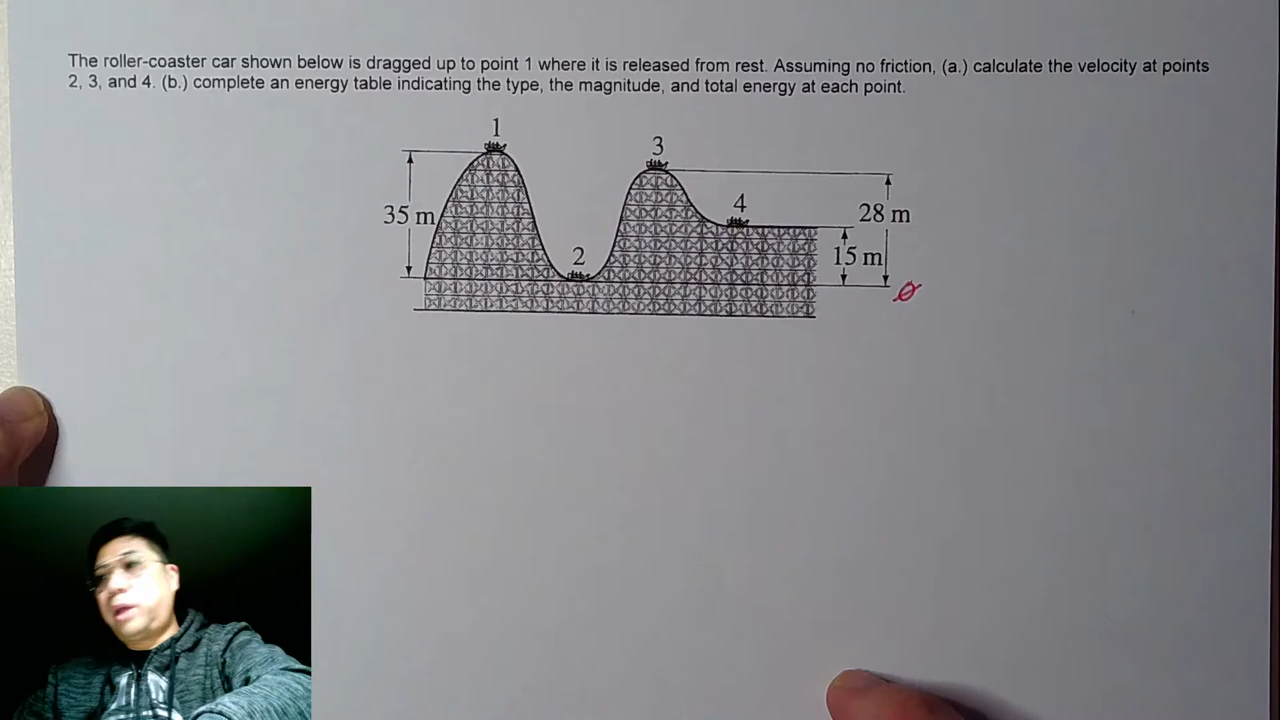 The roller-coaster car shown below is dragged up to point 1 where it is released from rest. Assuming no friction, (a.) calculate the velocity at points
2, 3, and 4. (b.) complete an energy table indicating the type, the magnitude, and total energy at each point.
1
3
4
35 m
28 m
2
15 m
Ø